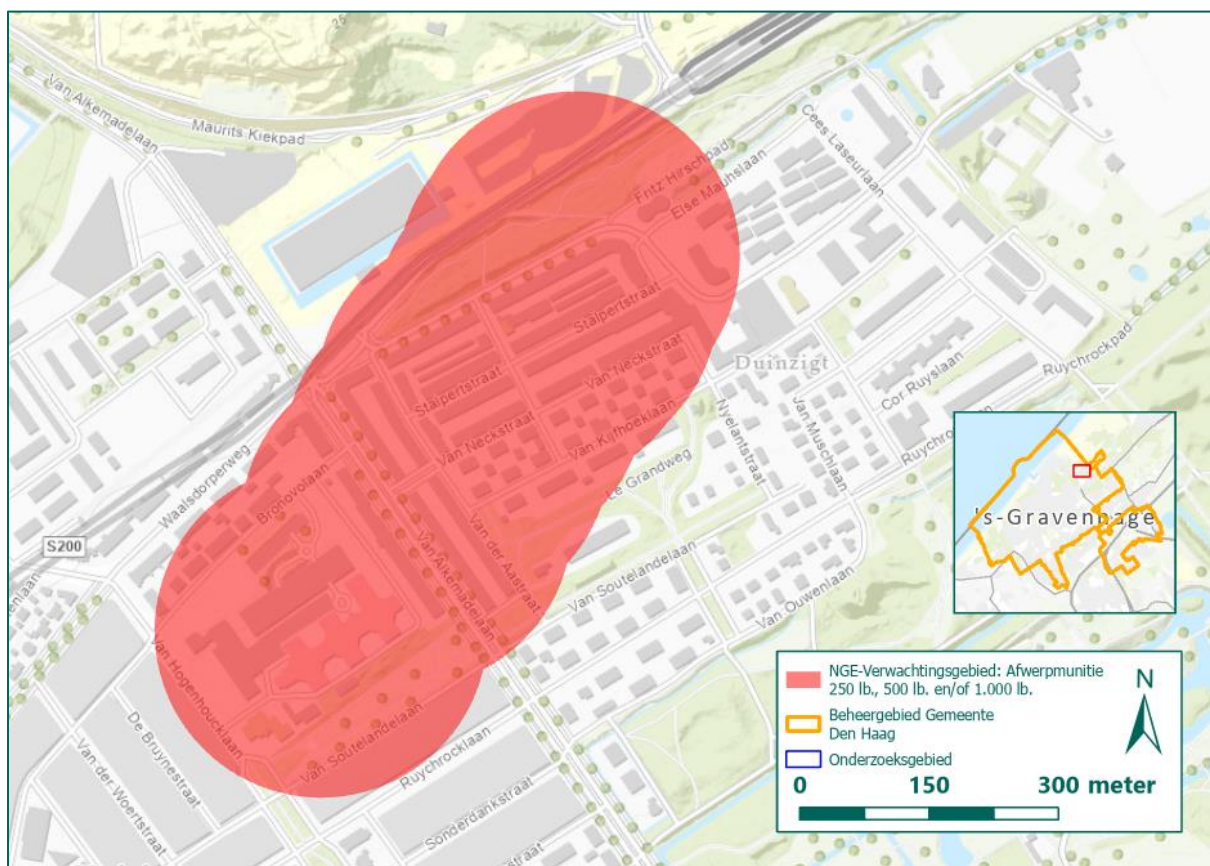 Van Alkemadelaan
Maurits Kiekpad
Cees Laseurlaan
Fritz Hirschpad
Else Mauhslaan
Stalpertstraat
Van Neckstraat
Duinzigt
Ruychrockpad
Cor Ruyslaan
Stalpertstraat
Van Neckstraat
Van Kijfhoeklaan
Nyelantstraat
Jan Muschlaan
Le Grandweg
Waalsdorperweg
Bronovolaan
S200
Van Alkemadelaan
Van der Aastraat
Van Soutelandelaan
Van Ouwenlaan
Van Hogenhoucklaan
De Bruynestraat
Van der Woertstraat
Van Soutelandelaan
Ruychrocklaan
Sonderdankstraat
's-Gravenhage
NGE-Verwachtingsgebied: Afwerpmunitie
250 lb., 500 lb. en/of 1.000 lb.
Beheergebied Gemeente
Den Haag
Onderzoeksgebied
N
0 150 300 meter